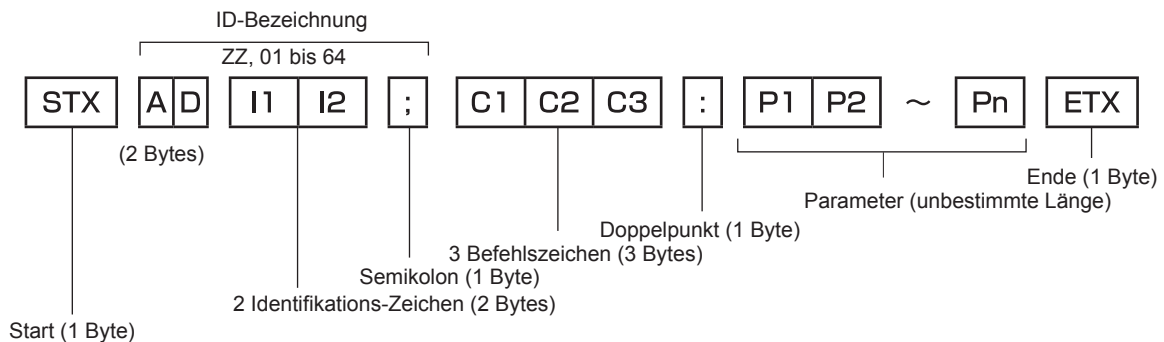 ID-Bezeichnung
ZZ, 01 bis 64
STX A D I1 I2 ; C1 C2 C3 : P1 P2 ~ Pn ETX
(2 Bytes)
Ende (1 Byte)
Parameter (unbestimmte Länge)
Doppelpunkt (1 Byte)
3 Befehlszeichen (3 Bytes)
Semikolon (1 Byte)
2 Identifikations-Zeichen (2 Bytes)
Start (1 Byte)